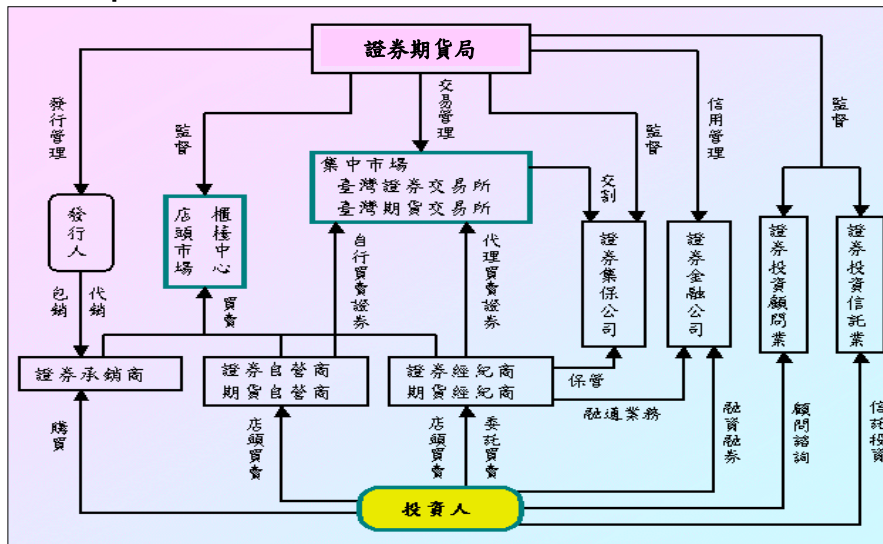 證券期貨局
發行管理
監督
交易管理
監督
信用管理
監督
集中市場
臺灣證券交易所
臺灣期貨交易所
交割
發行人
櫃檯中心
店頭市場
證券集保公司
證券金融公司
證券投資顧問業
證券投資信託業
代銷
包銷
買賣
自行買賣證券
代理買賣證券
證券承銷商
證券自營商
期貨自營商
證券經紀商
期貨經紀商
保管
融通業務
購買
店頭買賣
店頭買賣
委託買賣
融資融券
顧問諮詢
信託投資
投資人